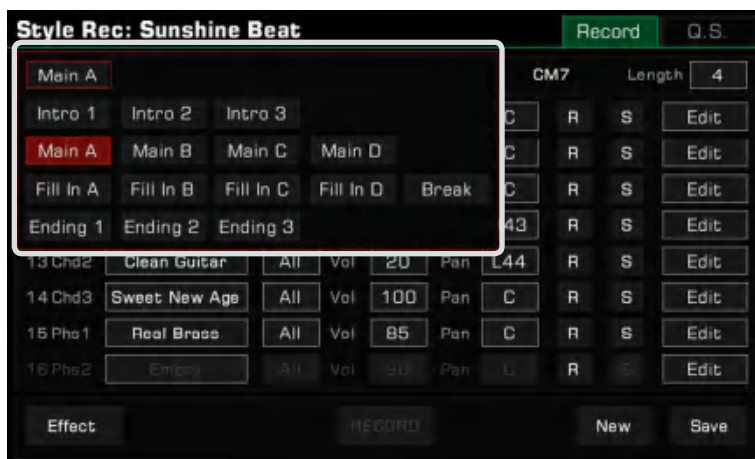 Style Rec: Sunshine Beat Record Q.S.
Main A CM7 Length 4
Intro 1 Intro 2 Intro 3 C R S Edit
Main A Main B Main C Main D C R S Edit
Fill In A Fill In B Fill In C Fill In D Break C R S Edit
Ending 1 Ending 2 Ending 3 43 R S Edit
13 Chd2 Clean Guitar All Vol 20 Pan L44 R S Edit
14 Chd3 Sweet New Age All Vol 100 Pan C R S Edit
15 Phs1 Real Brass All Vol 85 Pan C R S Edit
16 Phs2 Empty All Vol Pan C R S Edit
Effect RECORD New Save